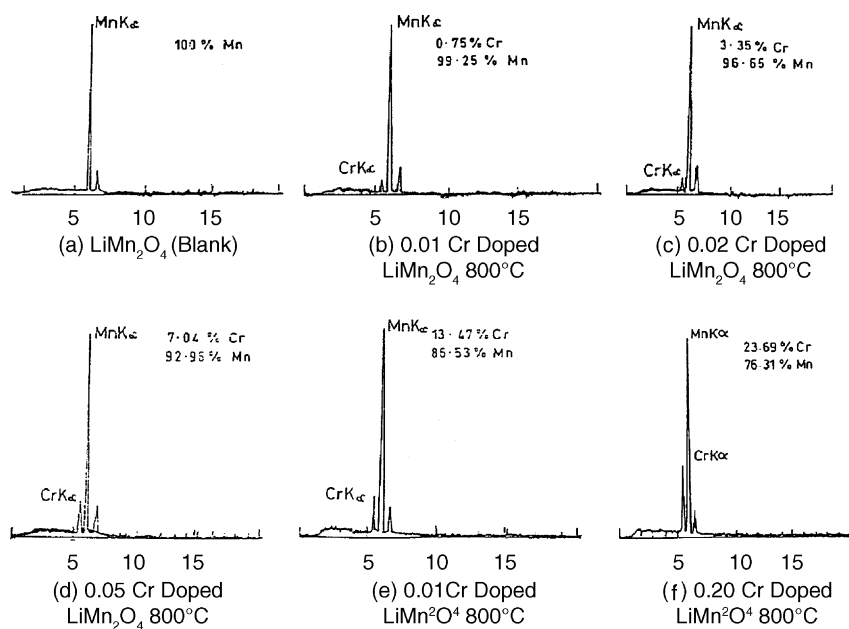 MnKα
100 % Mn
5 10 15
(a) LiMn₂O₄ (Blank)
MnKα
0.75% Cr
99.25 % Mn
CrKα
5 10 15
(b) 0.01 Cr Doped
LiMn₂O₄ 800°C
MnKα
3.35 % Cr
96.65 % Mn
CrKα
5 10 15
(c) 0.02 Cr Doped
LiMn₂O₄ 800°C
MnKα
7.04 % Cr
92.96% Mn
CrKα
5 10 15
(d) 0.05 Cr Doped
LiMn₂O₄ 800°C
MnKα
13.47 % Cr
86.53 % Mn
CrKα
5 10 15
(e) 0.01Cr Doped
LiMn²O⁴ 800°C
MnKα
23.69 % Cr
76.31 % Mn
CrKα
5 10 15
(f) 0.20 Cr Doped
LiMn²O⁴ 800°C